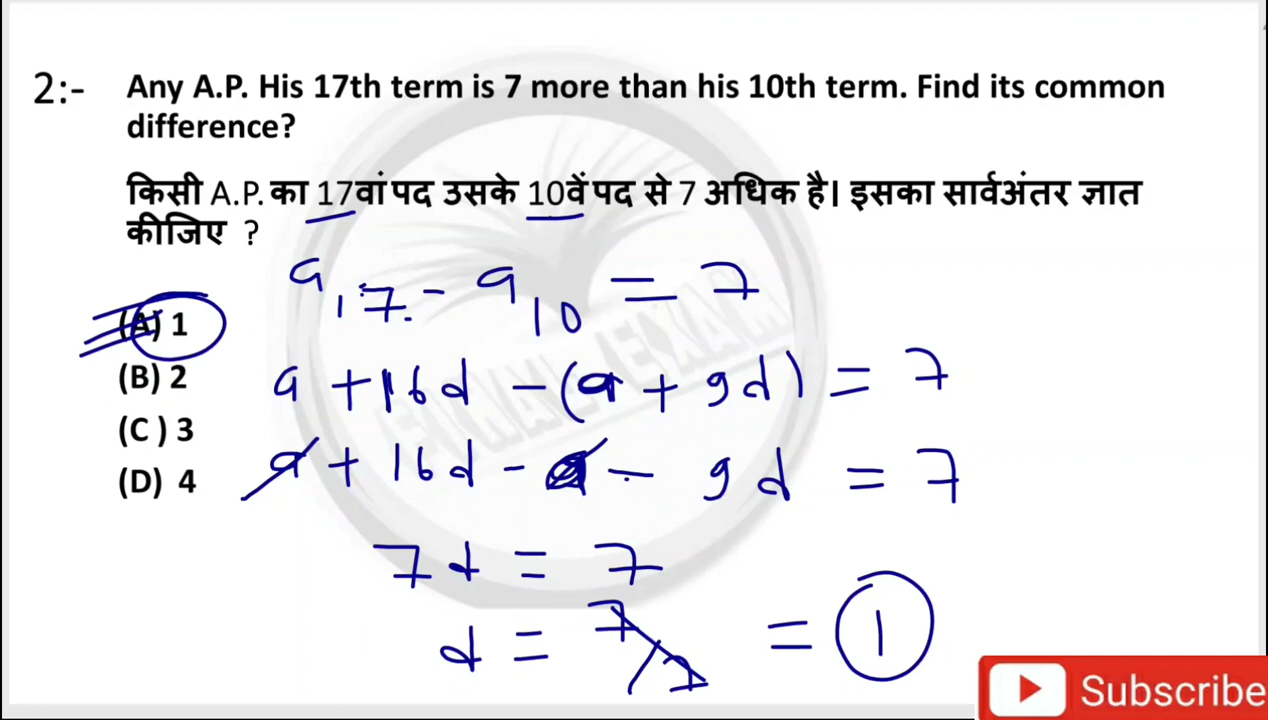 2:- Any A.P. His 17th term is 7 more than his 10th term. Find its common
difference?
किसी A.P. का 17वां पद उसके 10वें पद से 7 अधिक है। इसका सार्वअंतर ज्ञात
कीजिए ?
a17 - a10 = 7
(A) 1
a + 16d - (a + 9d) = 7
(B) 2
(C ) 3
a + 16d - a - 9d = 7
(D) 4
7d = 7
d = 7/7 = 1
FINAL EXAM
Subscribe